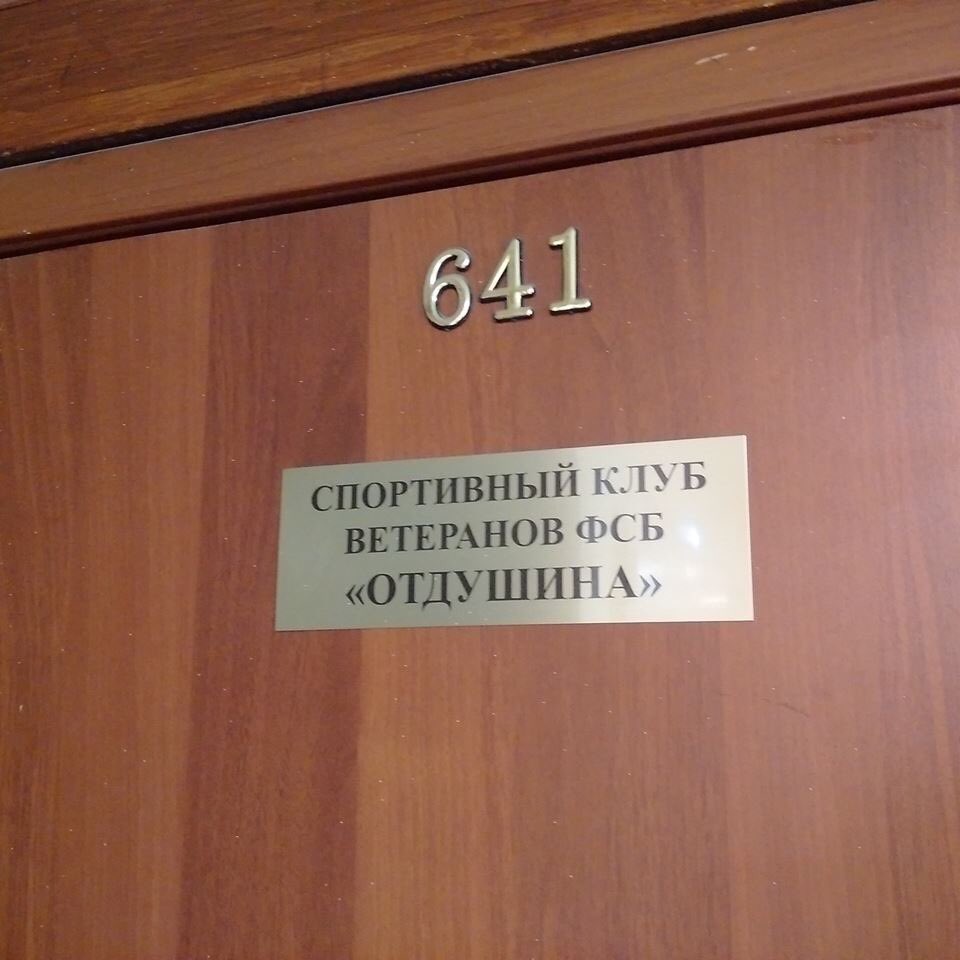 641
СПОРТИВНЫЙ КЛУБ
ВЕТЕРАНОВ ФСБ
«ОТДУШИНА»